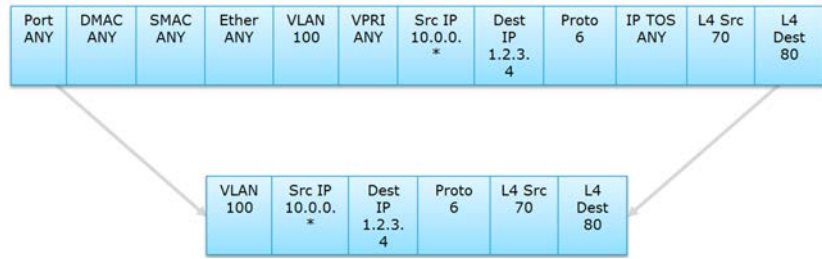 Port
ANY
DMAC
ANY
SMAC
ANY
Ether
ANY
VLAN
100
VPRI
ANY
Src IP
10.0.0.
*
Dest
IP
1.2.3.
4
Proto
6
IP TOS
ANY
L4 Src
70
L4
Dest
80
VLAN
100
Src IP
10.0.0.
*
Dest
IP
1.2.3.
4
Proto
6
L4 Src
70
L4
Dest
80